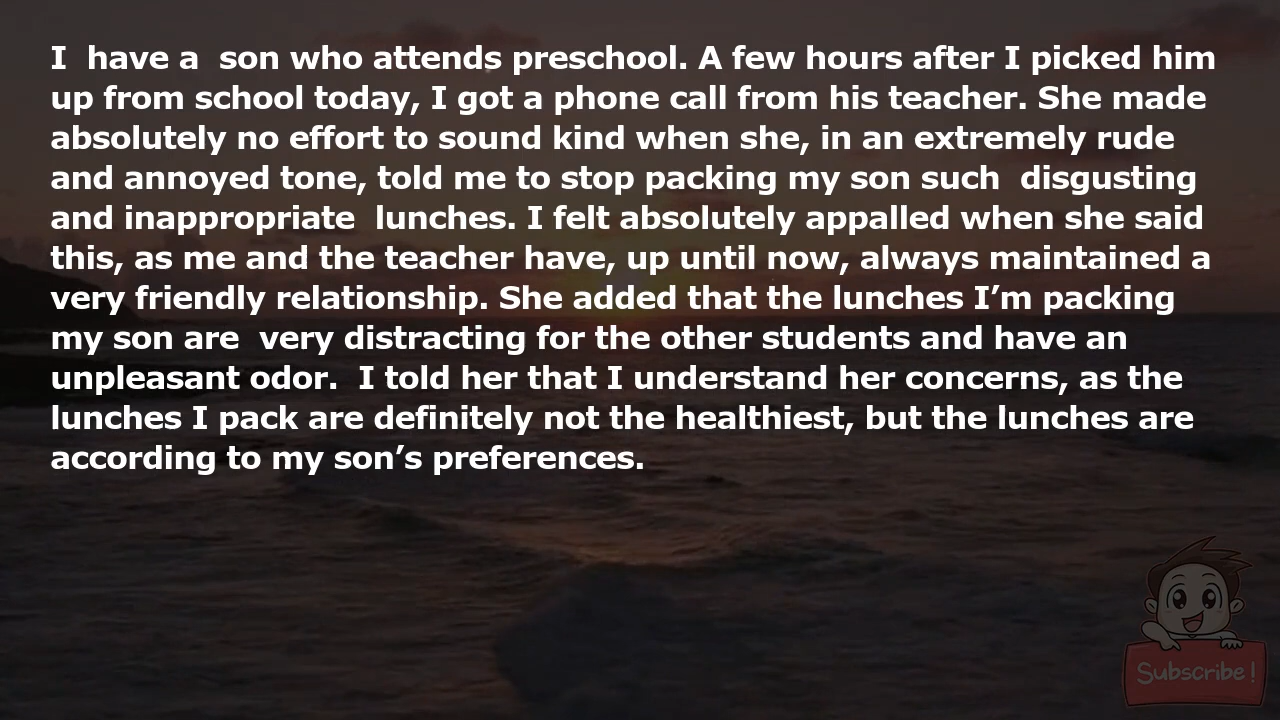 I have a son who attends preschool. A few hours after I picked him
up from school today, I got a phone call from his teacher. She made
absolutely no effort to sound kind when she, in an extremely rude
and annoyed tone, told me to stop packing my son such disgusting
and inappropriate lunches. I felt absolutely appalled when she said
this, as me and the teacher have, up until now, always maintained a
very friendly relationship. She added that the lunches I’m packing
my son are very distracting for the other students and have an
unpleasant odor. I told her that I understand her concerns, as the
lunches I pack are definitely not the healthiest, but the lunches are
according to my son’s preferences.
Subscribe!